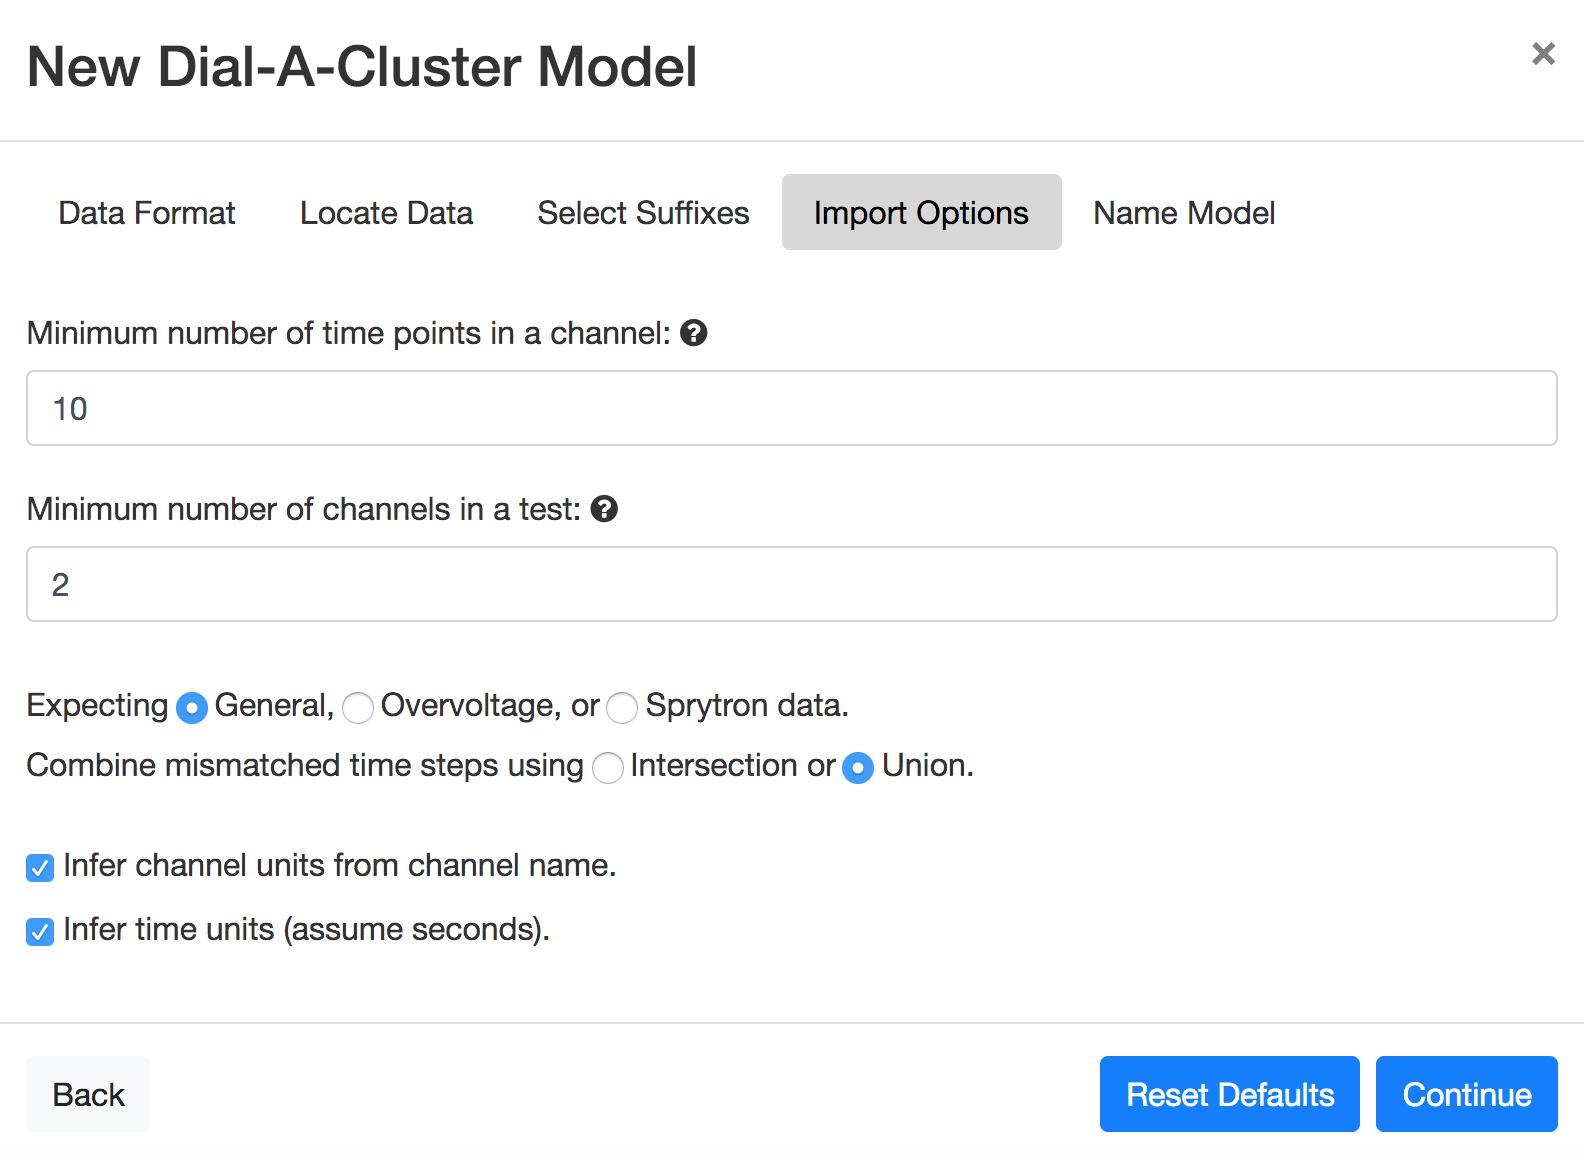 New Dial-A-Cluster Model
×
Data Format Locate Data Select Suffixes Import Options Name Model
Minimum number of time points in a channel: ?
10
Minimum number of channels in a test: ?
2
Expecting General, Overvoltage, or Sprytron data.
Combine mismatched time steps using Intersection or Union.
Infer channel units from channel name.
Infer time units (assume seconds).
Back Reset Defaults Continue